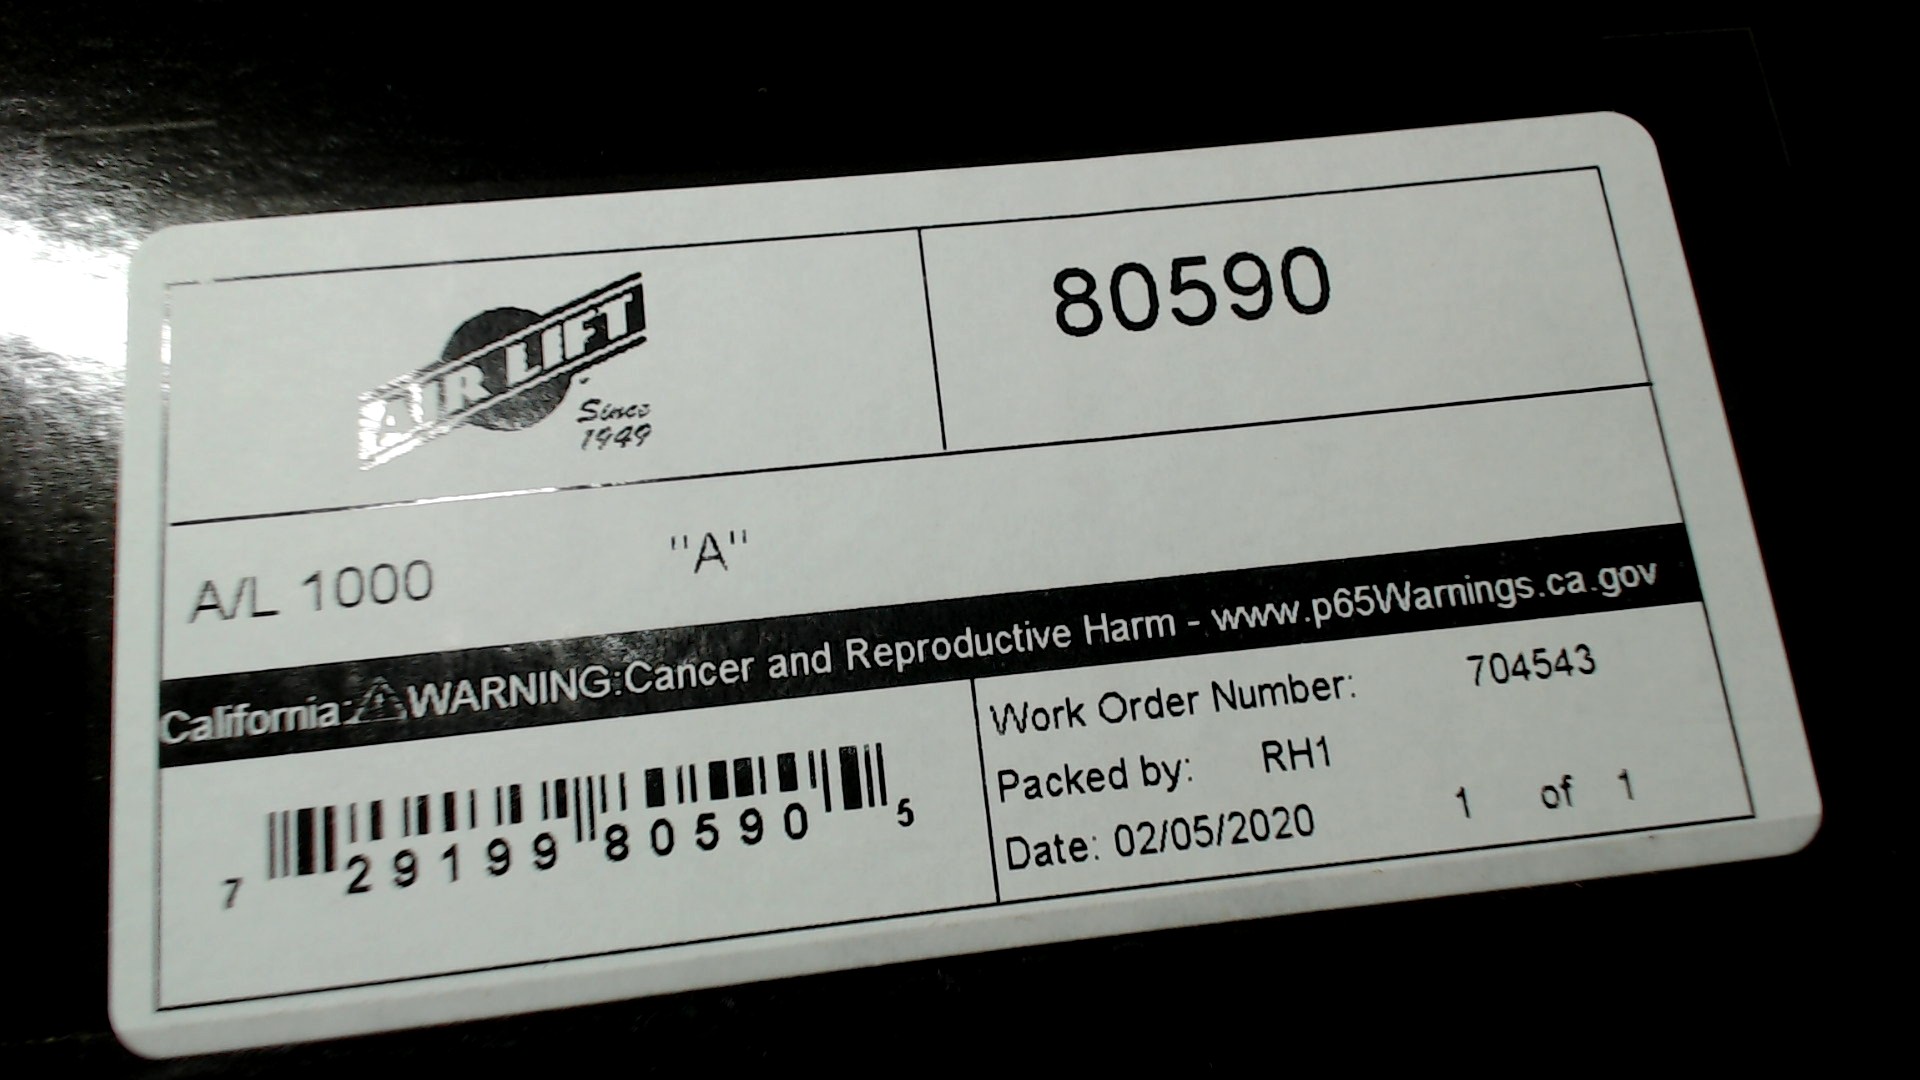 AIR LIFT
Since
1949
80590
A/L 1000 "A"
California:⚠WARNING:Cancer and Reproductive Harm - www.p65Warnings.ca.gov
7 29199 80590 5
Work Order Number: 704543
Packed by: RH1
Date: 02/05/2020 1 of 1